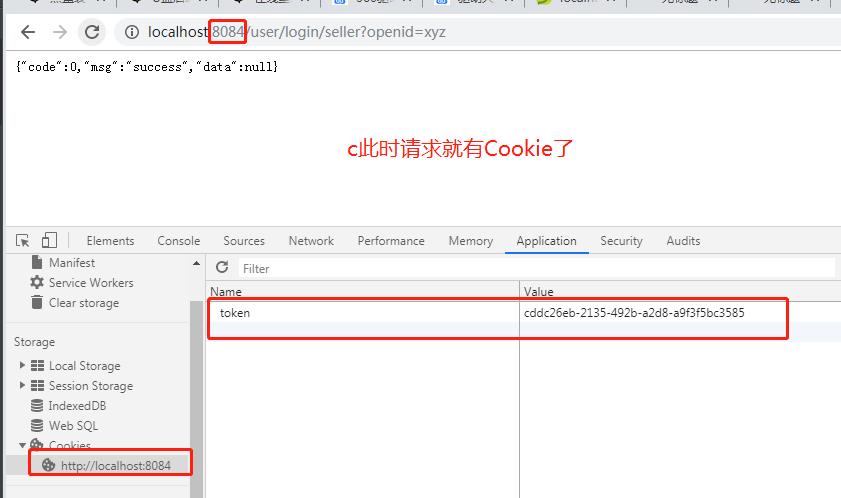 localhost:8084/user/login/seller?openid=xyz
{"code":0,"msg":"success","data":null}
c此时请求就有Cookie了
Elements Console Sources Network Performance Memory Application Security Audits
Manifest
Service Workers
Clear storage
Filter
Name Value
token cddc26eb-2135-492b-a2d8-a9f3f5bc3585
Storage
Local Storage
Session Storage
IndexedDB
Web SQL
Cookies
http://localhost:8084